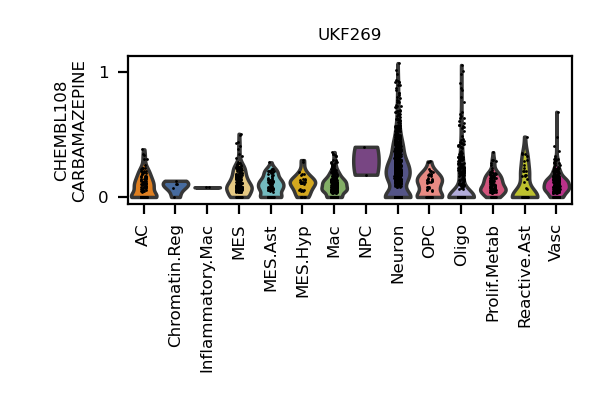 UKF269
CHEMBL108
CARBAMAZEPINE
1
0
AC
Chromatin.Reg
Inflammatory.Mac
MES
MES.Ast
MES.Hyp
Mac
NPC
Neuron
OPC
Oligo
Prolif.Metab
Reactive.Ast
Vasc